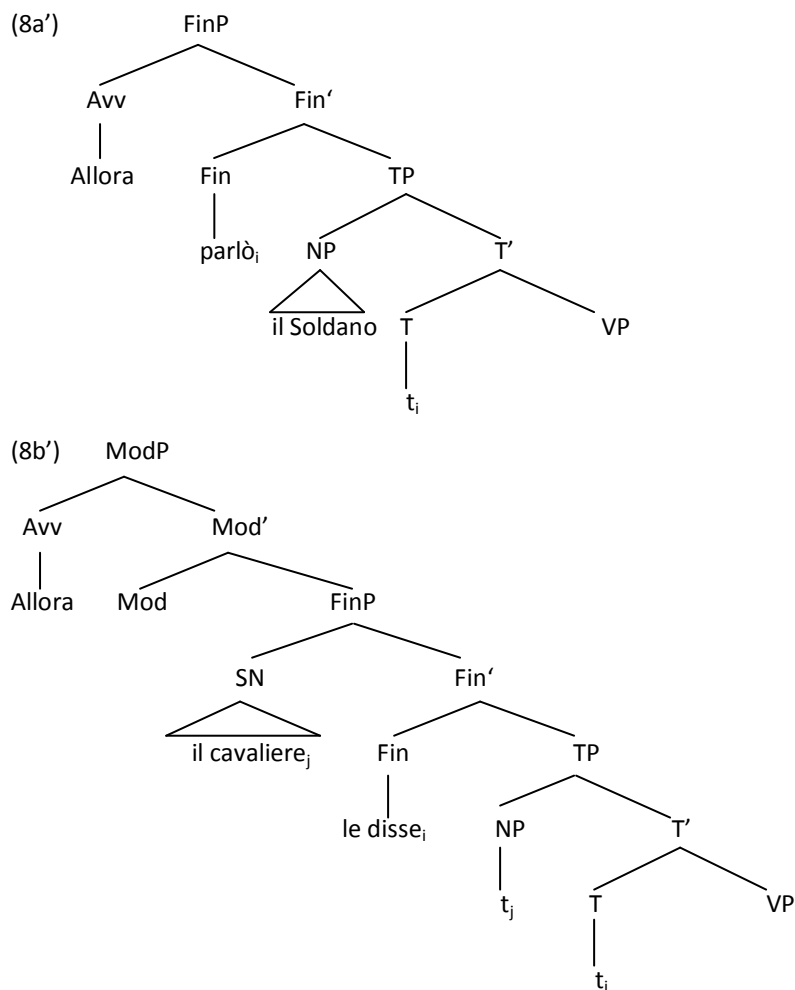 (8a’) FinP
Avv Fin‘
Allora Fin TP
parlòi NP T’
il Soldano T VP
ti
(8b’) ModP
Avv Mod’
Allora Mod FinP
SN Fin‘
il cavalierej Fin TP
le dissei NP T’
tj T VP
ti